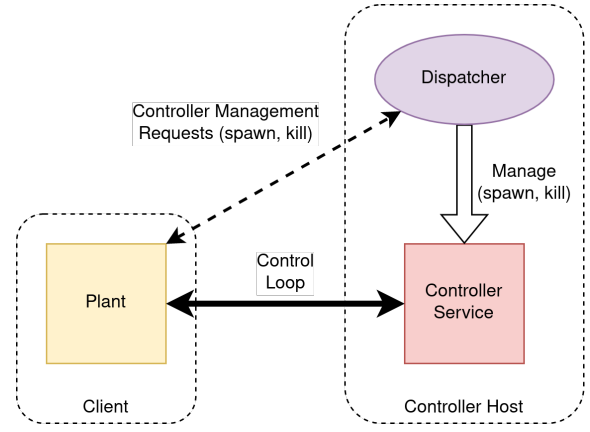 Dispatcher
Controller Management
Requests (spawn, kill)
Manage
(spawn, kill)
Control
Loop
Plant
Controller
Service
Client
Controller Host